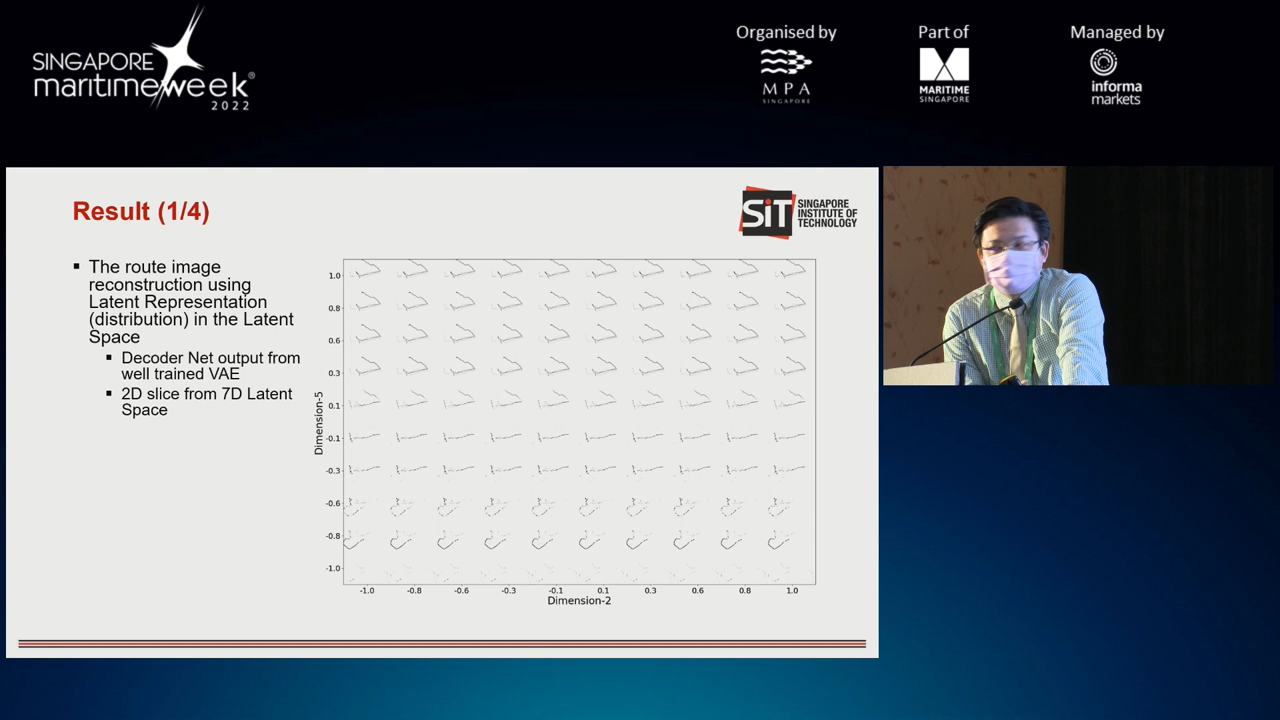 SINGAPORE
maritimeweek®
2022
Organised by
MPA
SINGAPORE
Part of
MARITIME
SINGAPORE
Managed by
informa
markets
Result (1/4)
SiT
SINGAPORE
INSTITUTE OF
TECHNOLOGY
▪ The route image
reconstruction using
Latent Representation
(distribution) in the Latent
Space
▪ Decoder Net output from
well trained VAE
▪ 2D slice from 7D Latent
Space
Dimension-5
1.0
0.8
0.6
0.3
0.1
-0.1
-0.3
-0.6
-0.8
-1.0
-1.0 -0.8 -0.6 -0.3 -0.1 0.1 0.3 0.6 0.8 1.0
Dimension-2